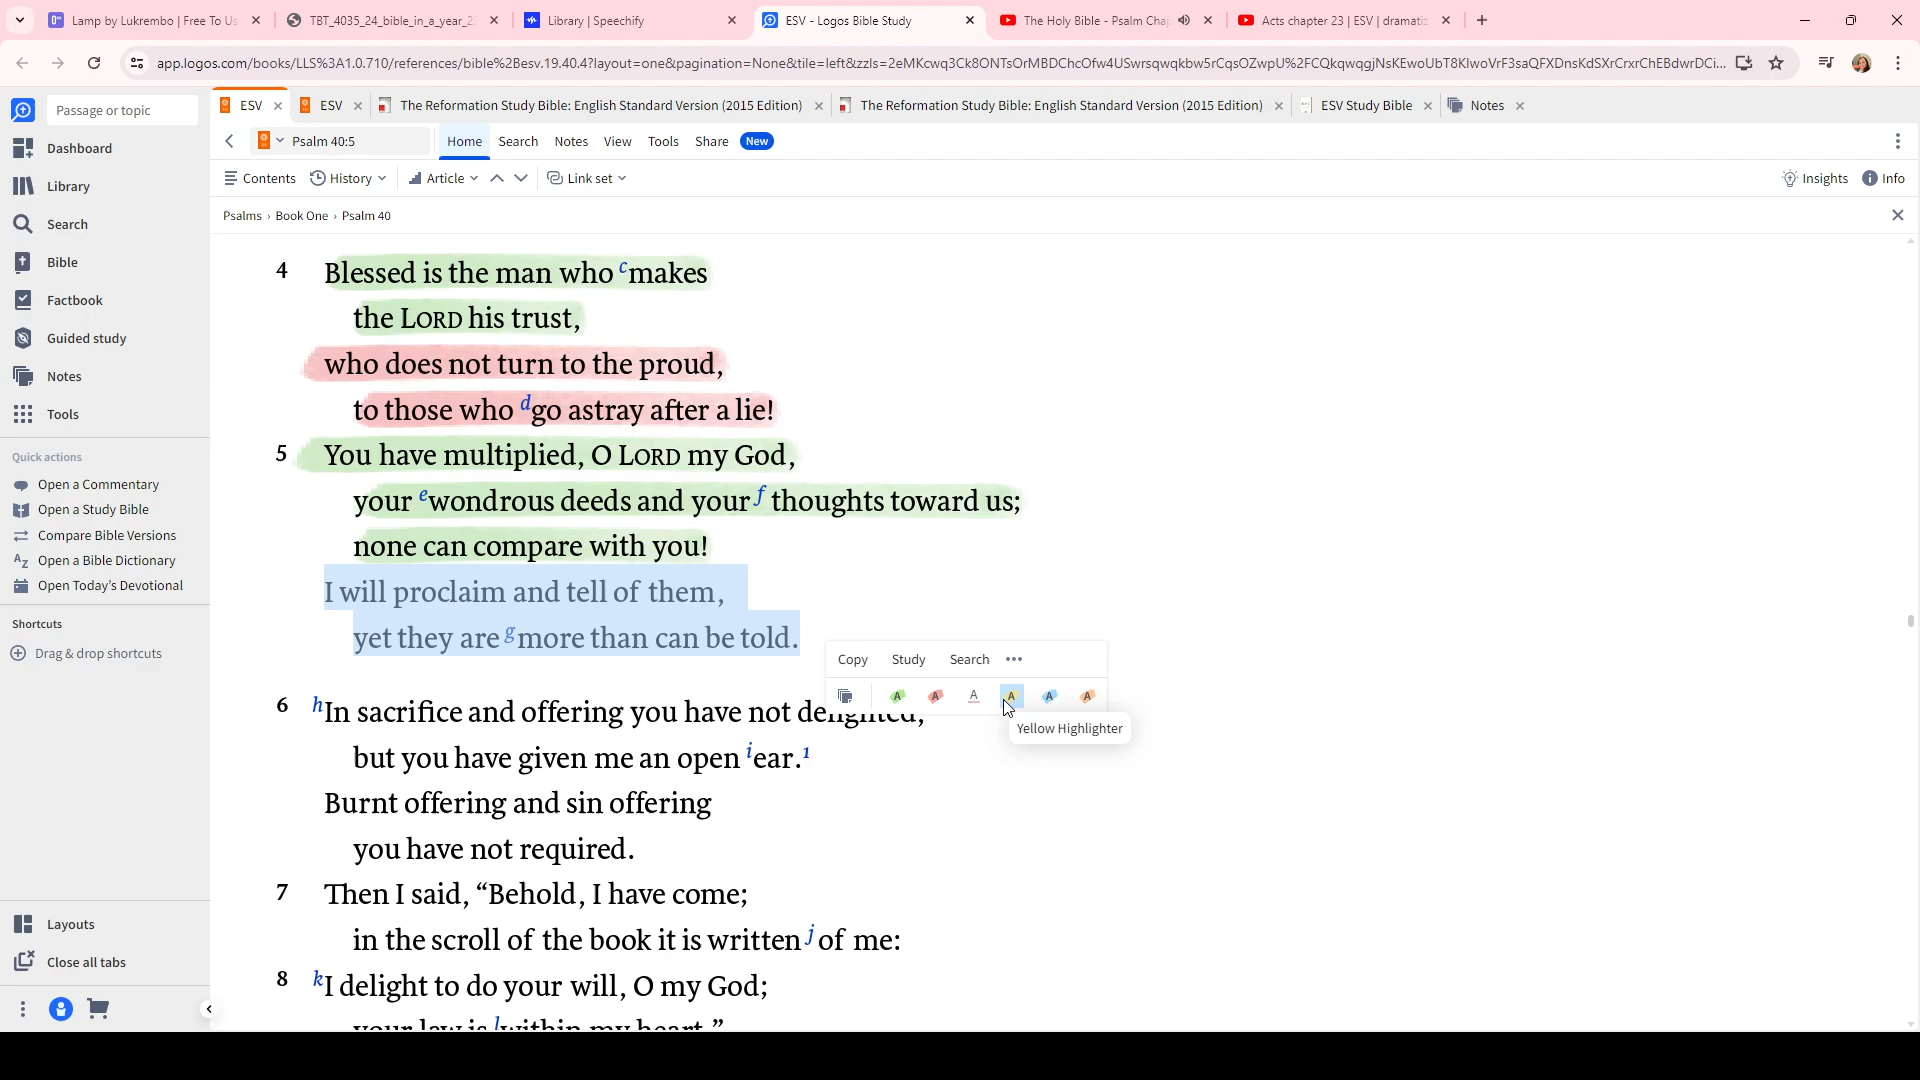 Lamp by Lukrembo | Free To Us
TBT_4035_24_bible_in_a_year_2
Library | Speechify
ESV - Logos Bible Study
The Holy Bible - Psalm Cha
Acts chapter 23 | ESV | dramati
app.logos.com/books/LLS%3A1.0.710/references/bible%2Besv.19.40.4?layout=one&pagination=None&tile=left&zzls=2eMKcwq3Ck8ONTsOrMBDChcOfw4USwrsqwqkbw5rCqsOZwpU%2FCQkqwqgjNsKEwoUbT8KlwoVrF3saQFXDnsKdSXrCrxrChEBdwrDCi...
Passage or topic
ESV
ESV
The Reformation Study Bible: English Standard Version (2015 Edition)
The Reformation Study Bible: English Standard Version (2015 Edition)
ESV Study Bible
Notes
Psalm 40:5
Home
Search
Notes
View
Tools
Share
New
Contents
History
Article
Link set
Insights
Info
Psalms › Book One › Psalm 40
Dashboard
Library
Search
Bible
Factbook
Guided study
Notes
Tools
Quick actions
Open a Commentary
Open a Study Bible
Compare Bible Versions
Open a Bible Dictionary
Open Today's Devotional
Shortcuts
Drag & drop shortcuts
Layouts
Close all tabs
4 Blessed is the man who c makes
the LORD his trust,
who does not turn to the proud,
to those who d go astray after a lie!
5 You have multiplied, O LORD my God,
your e wondrous deeds and your f thoughts toward us;
none can compare with you!
I will proclaim and tell of them,
yet they are g more than can be told.
Copy Study Search •••
Yellow Highlighter
6 h In sacrifice and offering you have not delighted,
but you have given me an open i ear.1
Burnt offering and sin offering
you have not required.
7 Then I said, “Behold, I have come;
in the scroll of the book it is written j of me:
8 k I delight to do your will, O my God;
your law is l within my heart.”